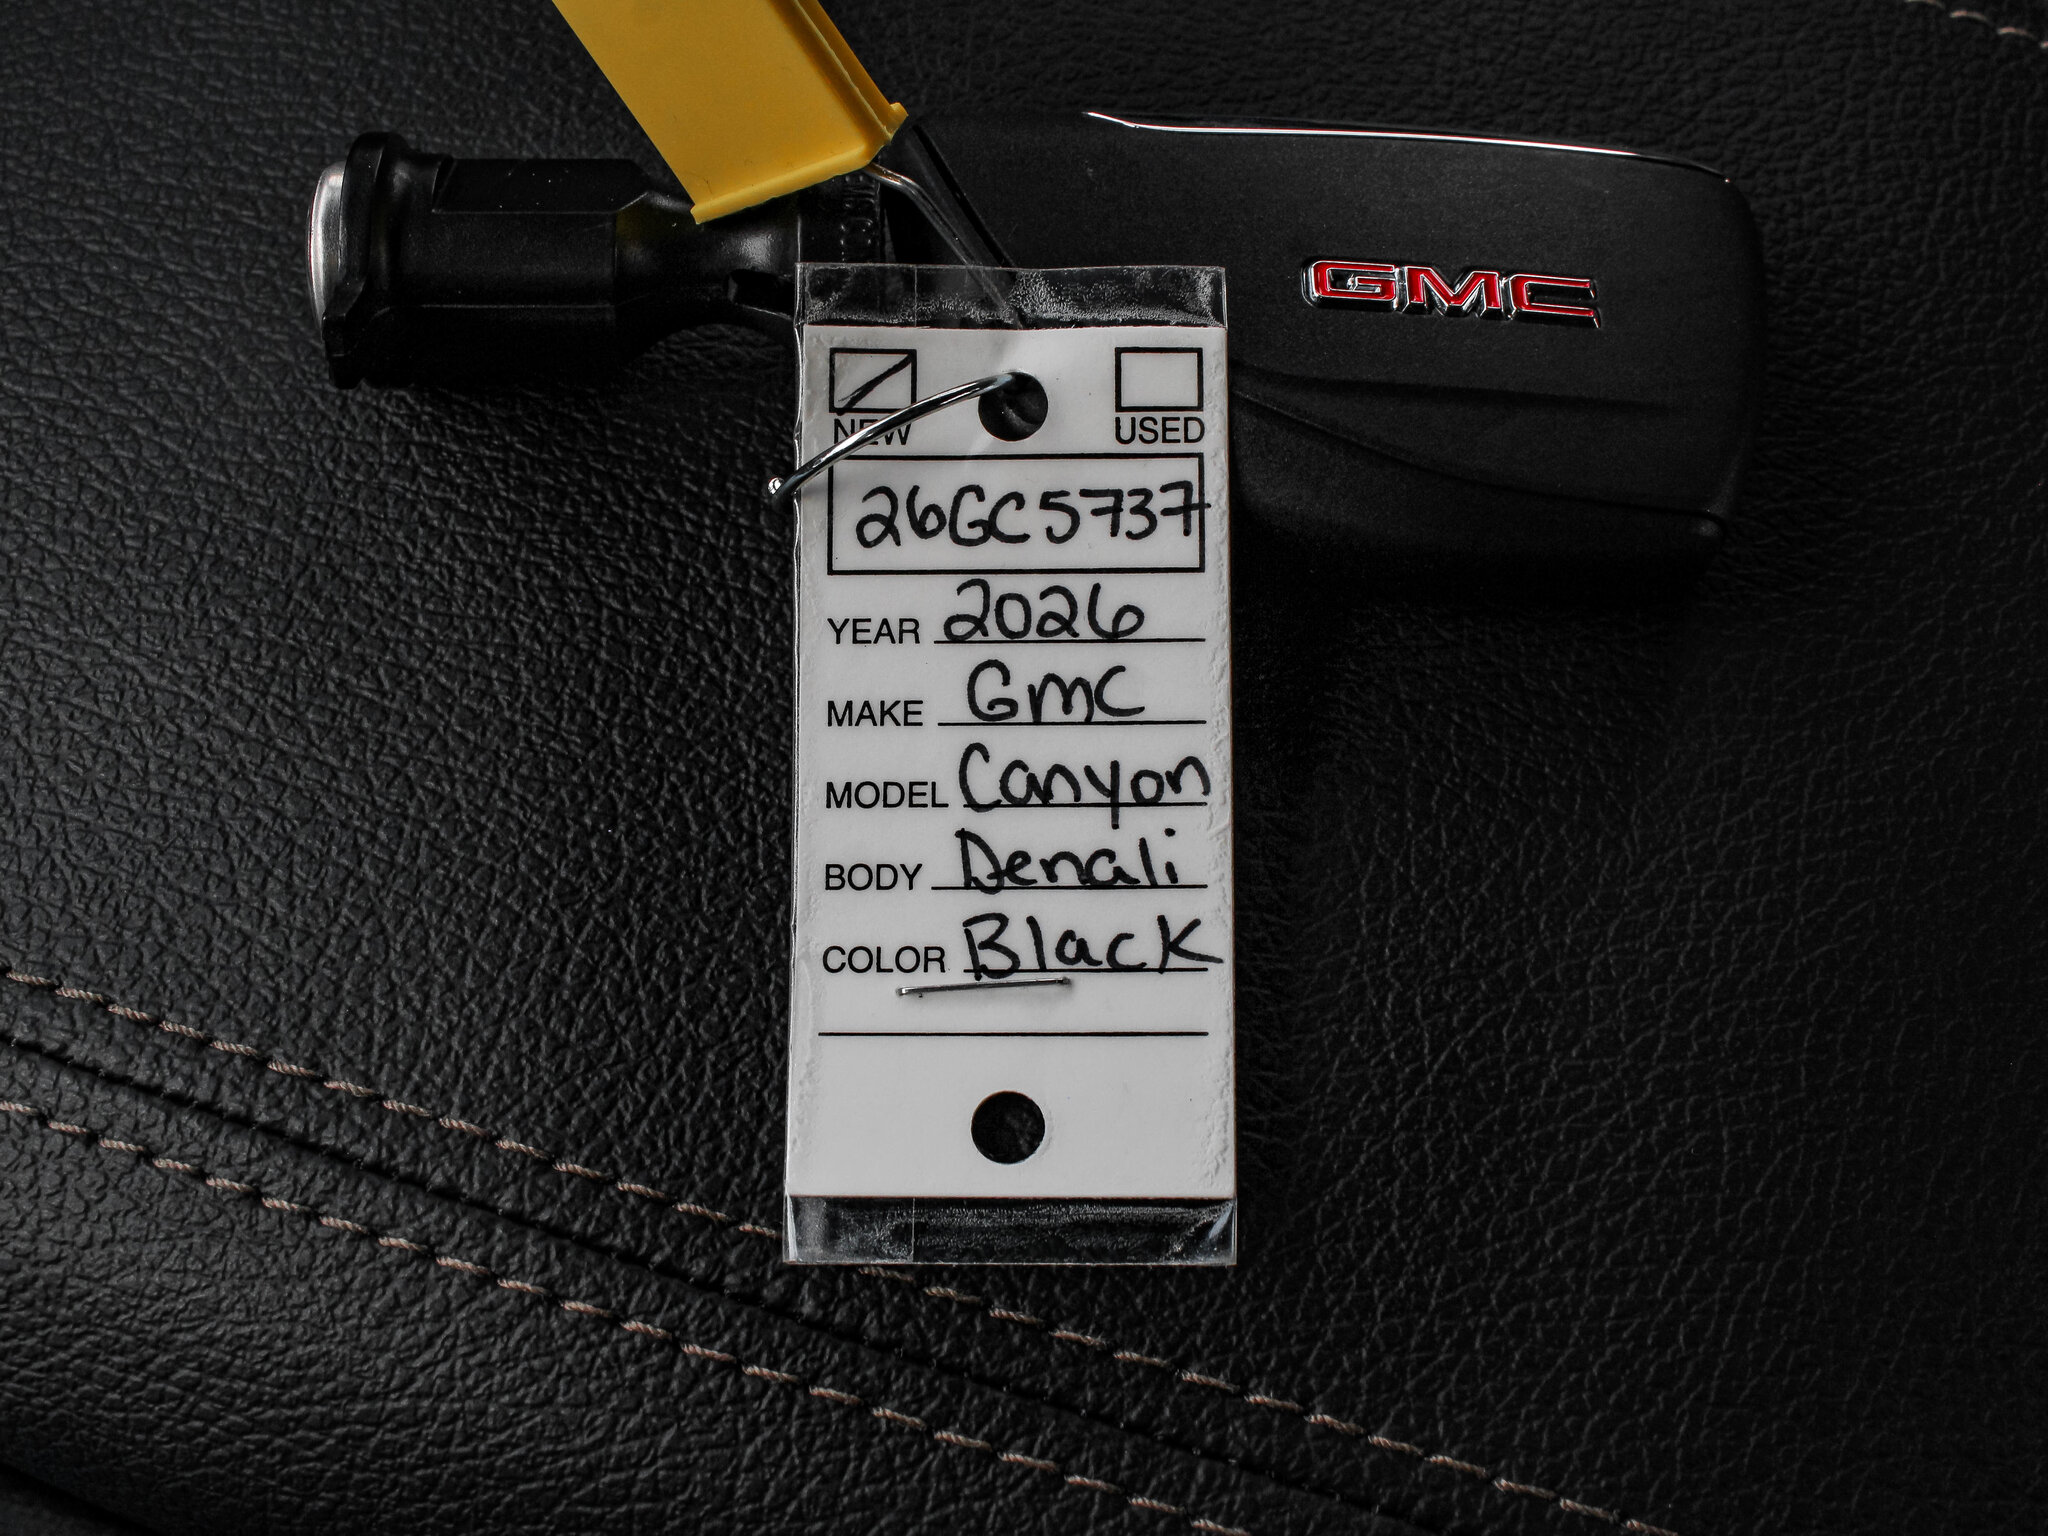 GMC
NEW USED
26GC5737
YEAR 2026
MAKE GMC
MODEL Canyon
BODY Denali
COLOR Black